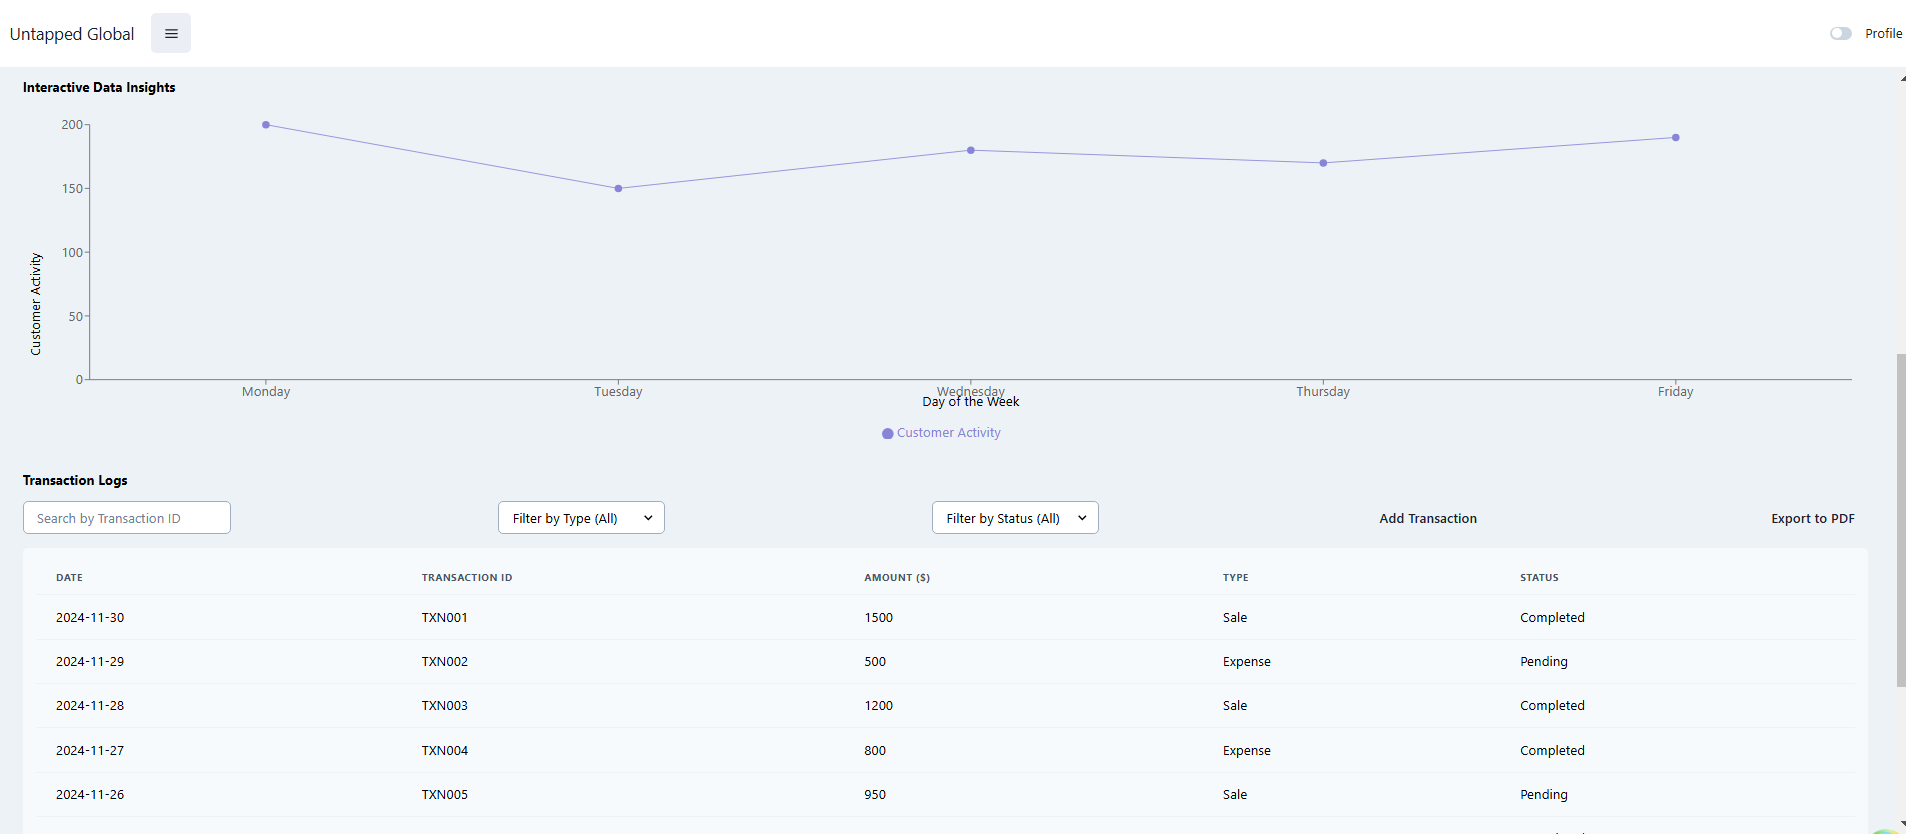 Untapped Global
Profile
Interactive Data Insights
200
150
100
50
0
Customer Activity
Monday Tuesday Wednesday Thursday Friday
Day of the Week
Customer Activity
Transaction Logs
Search by Transaction ID Filter by Type (All) Filter by Status (All) Add Transaction Export to PDF
DATE TRANSACTION ID AMOUNT ($) TYPE STATUS
2024-11-30 TXN001 1500 Sale Completed
2024-11-29 TXN002 500 Expense Pending
2024-11-28 TXN003 1200 Sale Completed
2024-11-27 TXN004 800 Expense Completed
2024-11-26 TXN005 950 Sale Pending